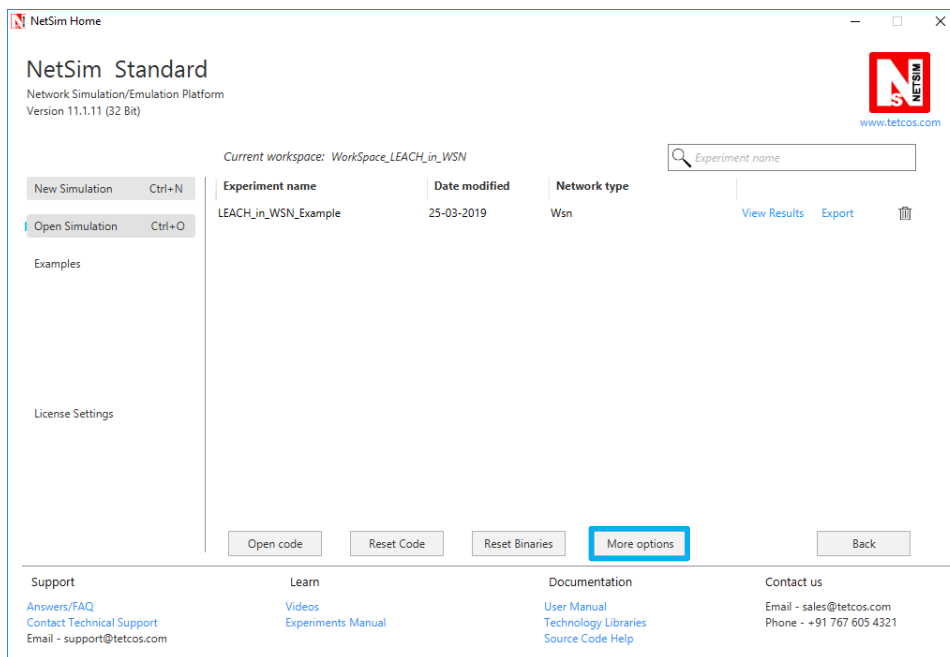 NetSim Home
NetSim Standard
Network Simulation/Emulation Platform
Version 11.1.11 (32 Bit)
NETSIM
NS
www.tetcos.com
Current workspace: WorkSpace_LEACH_in_WSN
Experiment name
New Simulation Ctrl+N
Open Simulation Ctrl+O
Examples
License Settings
Experiment name Date modified Network type
LEACH_in_WSN_Example 25-03-2019 Wsn View Results Export
Open code Reset Code Reset Binaries More options Back
Support
Answers/FAQ
Contact Technical Support
Email - support@tetcos.com
Learn
Videos
Experiments Manual
Documentation
User Manual
Technology Libraries
Source Code Help
Contact us
Email - sales@tetcos.com
Phone - +91 767 605 4321